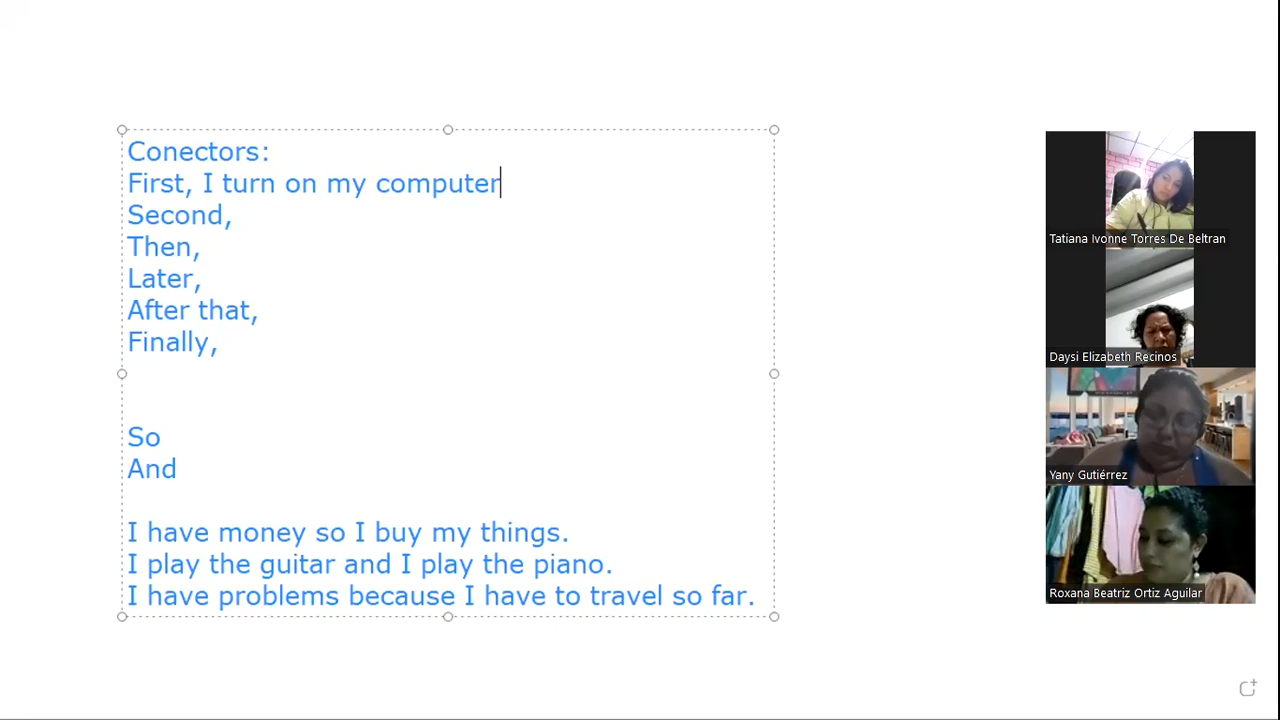 Conectors:
First, I turn on my computer
Second,
Then,
Later,
After that,
Finally,
So
And
I have money so I buy my things.
I play the guitar and I play the piano.
I have problems because I have to travel so far.
Tatiana Ivonne Torres De Beltran
Daysi Elizabeth Recinos
Yany Gutiérrez
Roxana Beatriz Ortiz Aguilar